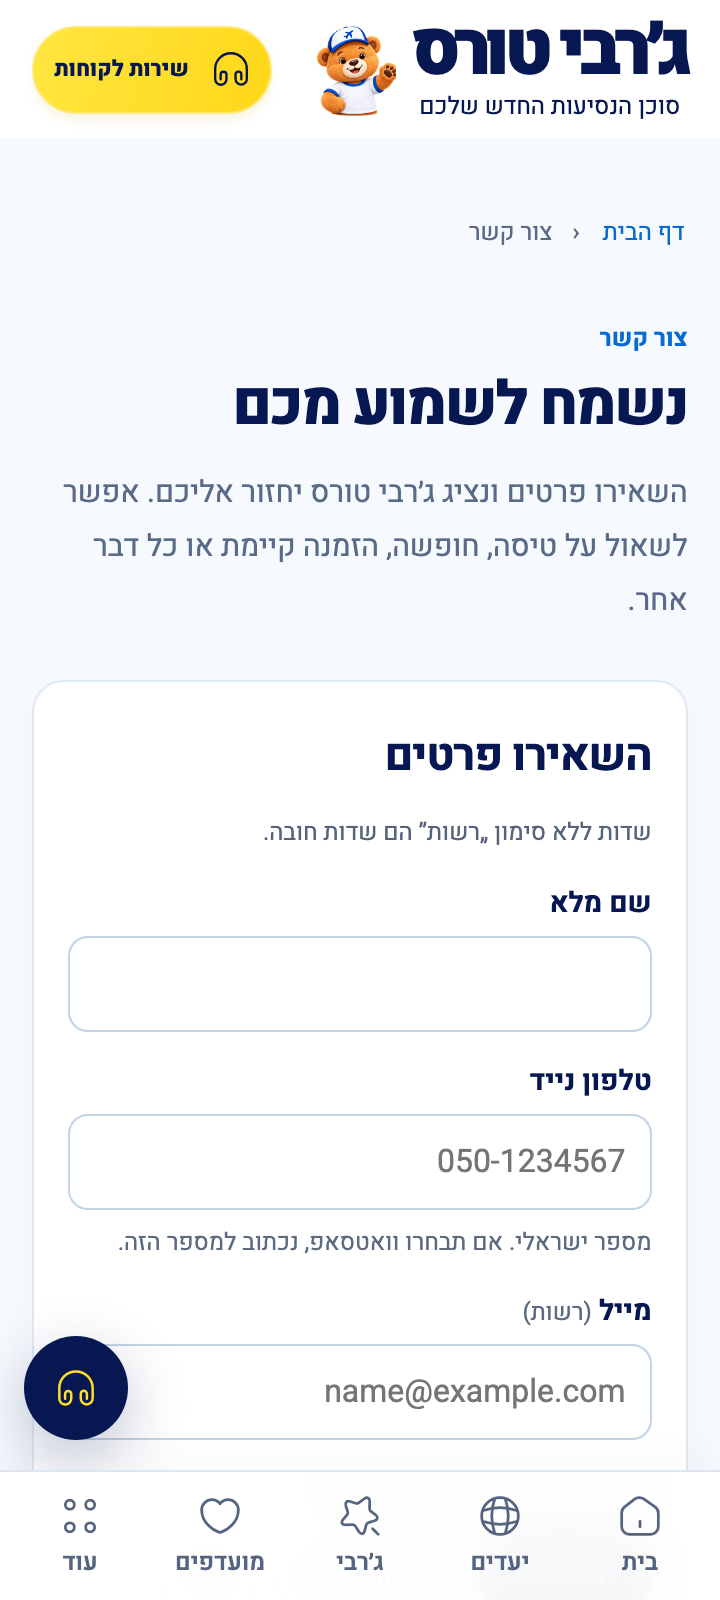 ג׳רבי טורס
סוכן הנסיעות החדש שלכם
שירות לקוחות
דף הבית ‹ צור קשר
צור קשר
נשמח לשמוע מכם
השאירו פרטים ונציג ג׳רבי טורס יחזור אליכם. אפשר
לשאול על טיסה, חופשה, הזמנה קיימת או כל דבר
אחר.
השאירו פרטים
שדות ללא סימון „רשות” הם שדות חובה.
שם מלא
טלפון נייד
050-1234567
מספר ישראלי. אם תבחרו וואטסאפ, נכתוב למספר הזה.
מייל (רשות)
name@example.com
בית
יעדים
ג׳רבי
מועדפים
עוד